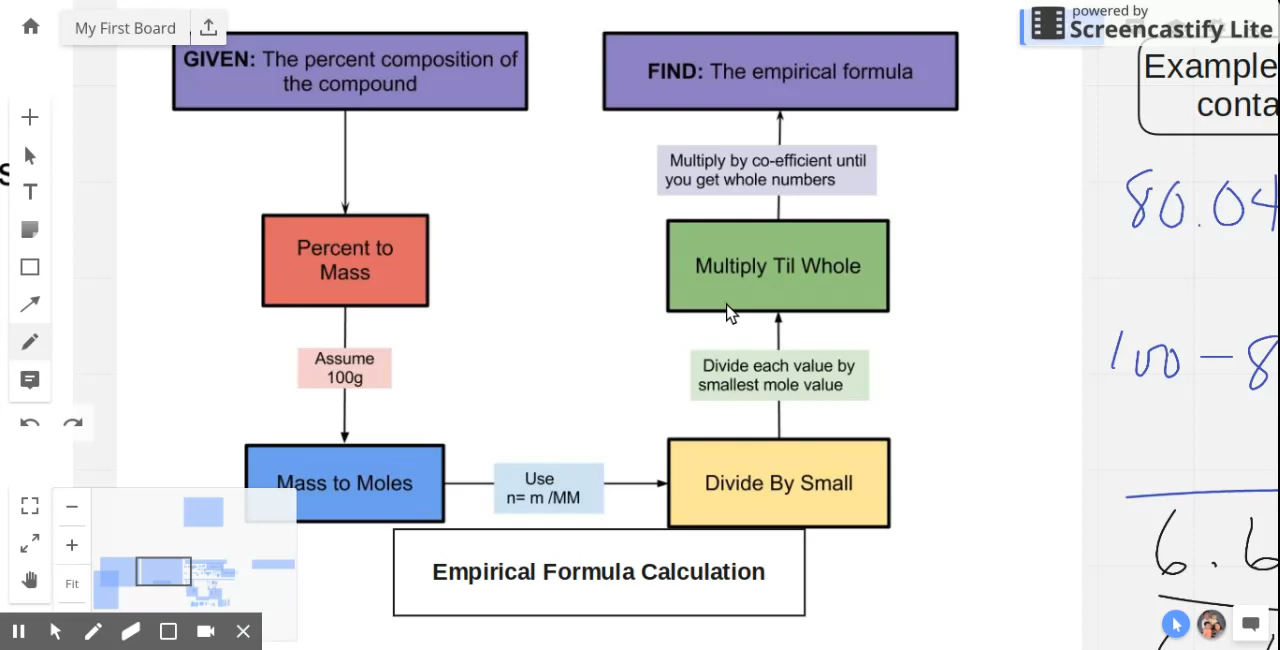 My First Board
powered by
Screencastify Lite
GIVEN: The percent composition of
the compound
FIND: The empirical formula
Example
conta
Multiply by co-efficient until
you get whole numbers
80.04
Percent to
Mass
Multiply Til Whole
Assume
100g
Divide each value by
smallest mole value
100 - 8
Mass to Moles
Use
n= m /MM
Divide By Small
Empirical Formula Calculation
6.6
Fit
T